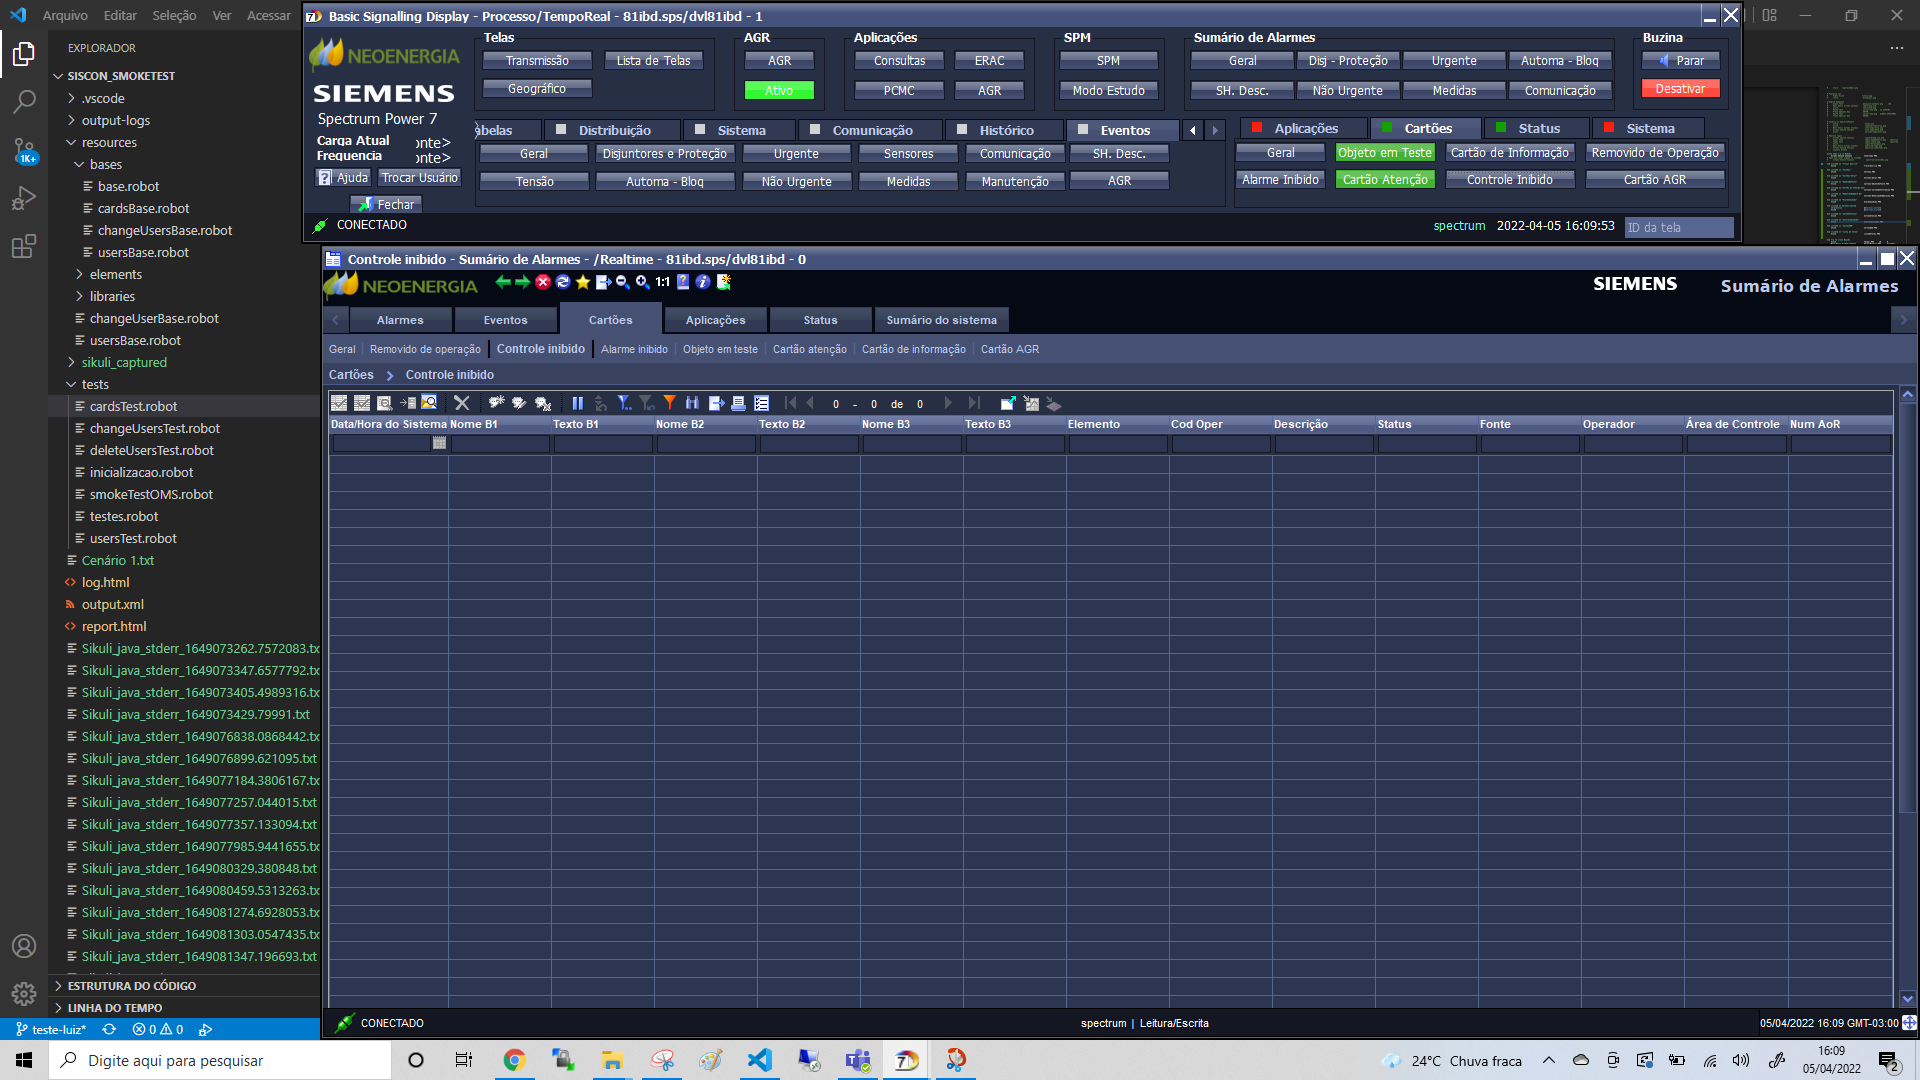 Arquivo Editar Seleção Ver Acessar
Basic Signalling Display - Processo/TempoReal - 81ibd.sps/dvl81ibd - 1
EXPLORADOR
SISCON_SMOKETEST
.vscode
output-logs
resources
bases
base.robot
cardsBase.robot
changeUsersBase.robot
usersBase.robot
elements
libraries
changeUserBase.robot
usersBase.robot
sikuli_captured
tests
cardsTest.robot
changeUsersTest.robot
deleteUsersTest.robot
inicializacao.robot
smokeTestOMS.robot
testes.robot
usersTest.robot
Cenário 1.txt
log.html
output.xml
report.html
Sikuli_java_stderr_1649073262.7572083.tx
Sikuli_java_stderr_1649073347.6577792.tx
Sikuli_java_stderr_1649073405.4989316.tx
Sikuli_java_stderr_1649073429.79991.txt
Sikuli_java_stderr_1649076838.0868442.tx
Sikuli_java_stderr_1649076899.621095.txt
Sikuli_java_stderr_1649077184.3806167.tx
Sikuli_java_stderr_1649077257.044015.txt
Sikuli_java_stderr_1649077357.133094.txt
Sikuli_java_stderr_1649077985.9441655.tx
Sikuli_java_stderr_1649080329.380848.txt
Sikuli_java_stderr_1649080459.5313263.tx
Sikuli_java_stderr_1649081274.6928053.tx
Sikuli_java_stderr_1649081303.0547435.tx
Sikuli_java_stderr_1649081347.196693.txt
ESTRUTURA DO CÓDIGO
LINHA DO TEMPO
1K+
teste-luiz* 0 0
NEOENERGIA
SIEMENS
Spectrum Power 7
Carga Atual onte>
Frequencia onte>
Ajuda Trocar Usuário
Fechar
Telas AGR Aplicações SPM Sumário de Alarmes Buzina
Transmissão Lista de Telas AGR Consultas ERAC SPM Geral Disj - Proteção Urgente Automa - Bloq Parar
Geográfico Ativo PCMC AGR Modo Estudo SH. Desc. Não Urgente Medidas Comunicação Desativar
abelas Distribuição Sistema Comunicação Histórico Eventos Aplicações Cartões Status Sistema
Geral Disjuntores e Proteção Urgente Sensores Comunicação SH. Desc. Geral Objeto em Teste Cartão de Informação Removido de Operação
Tensão Automa - Bloq Não Urgente Medidas Manutenção AGR Alarme Inibido Cartão Atenção Controle Inibido Cartão AGR
CONECTADO spectrum 2022-04-05 16:09:53 ID da tela
Controle inibido - Sumário de Alarmes - /Realtime - 81ibd.sps/dvl81ibd - 0
NEOENERGIA 1:1 SIEMENS Sumário de Alarmes
Alarmes Eventos Cartões Aplicações Status Sumário do sistema
Geral Removido de operação Controle inibido Alarme inibido Objeto em teste Cartão atenção Cartão de informação Cartão AGR
Cartões Controle inibido
0 - 0 de 0
Data/Hora do Sistema Nome B1 Texto B1 Nome B2 Texto B2 Nome B3 Texto B3 Elemento Cod Oper Descrição Status Fonte Operador Área de Controle Num AoR
CONECTADO spectrum | Leitura/Escrita 05/04/2022 16:09 GMT-03:00
Digite aqui para pesquisar
24°C Chuva fraca
16:09
05/04/2022
2